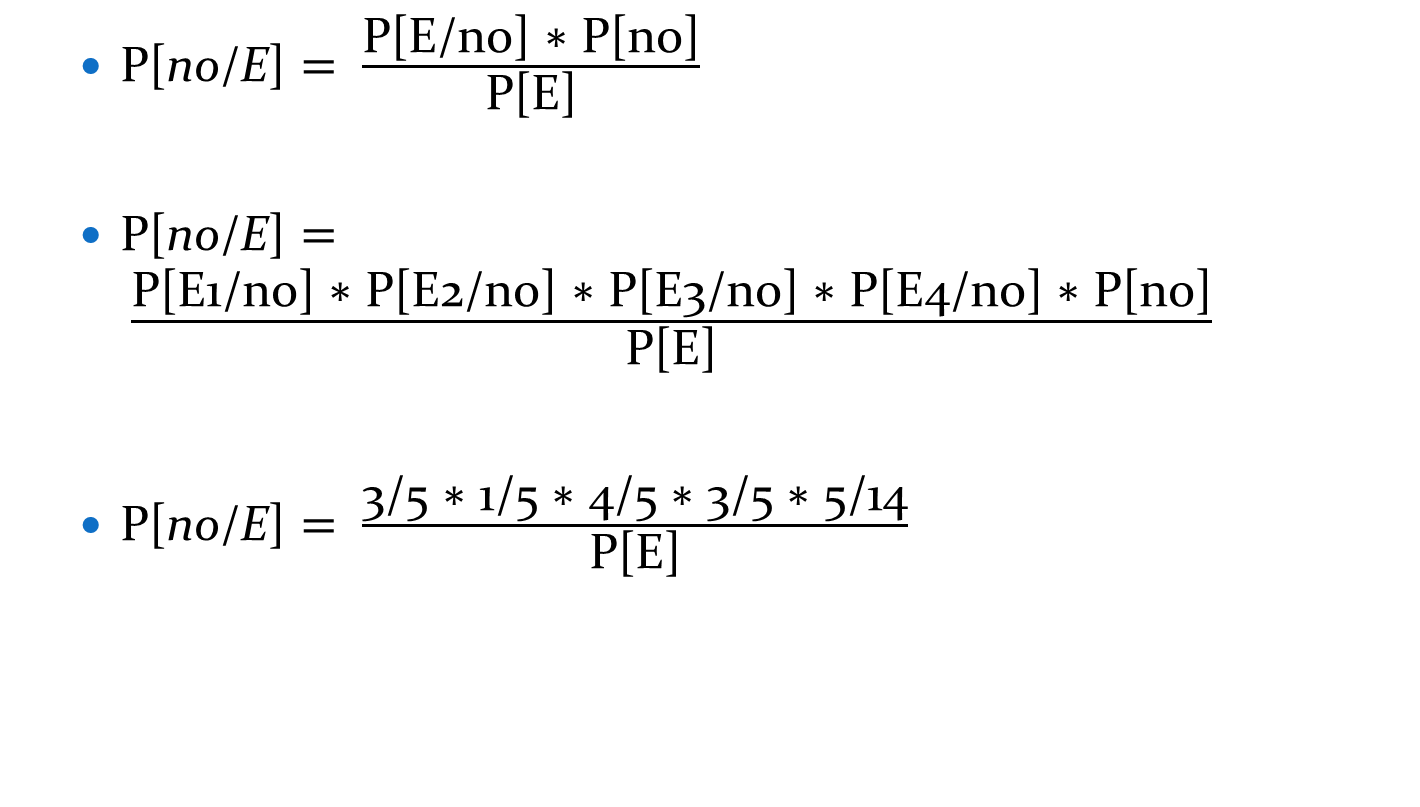 • P[no/E] = P[E/no] * P[no] / P[E]
• P[no/E] =
P[E1/no] * P[E2/no] * P[E3/no] * P[E4/no] * P[no] / P[E]
• P[no/E] = 3/5 * 1/5 * 4/5 * 3/5 * 5/14 / P[E]